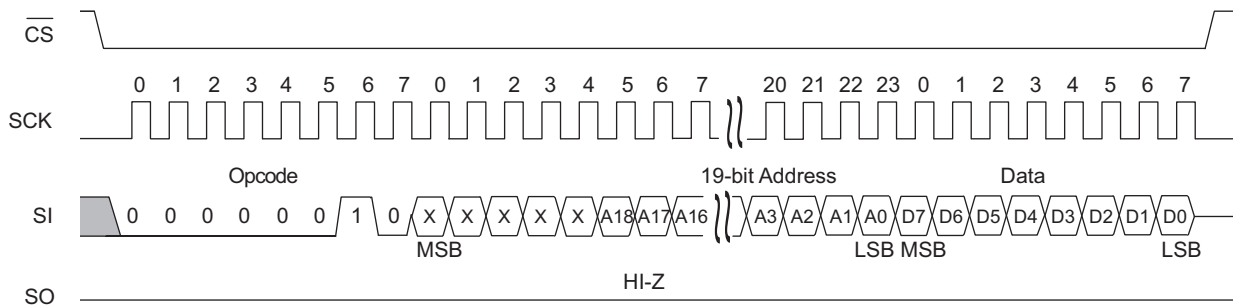 CS
0 1 2 3 4 5 6 7 0 1 2 3 4 5 6 7 20 21 22 23 0 1 2 3 4 5 6 7
SCK
Opcode 19-bit Address Data
SI 0 0 0 0 0 0 1 0 X X X X X A18 A17 A16 A3 A2 A1 A0 D7 D6 D5 D4 D3 D2 D1 D0
MSB LSB MSB LSB
HI-Z
SO